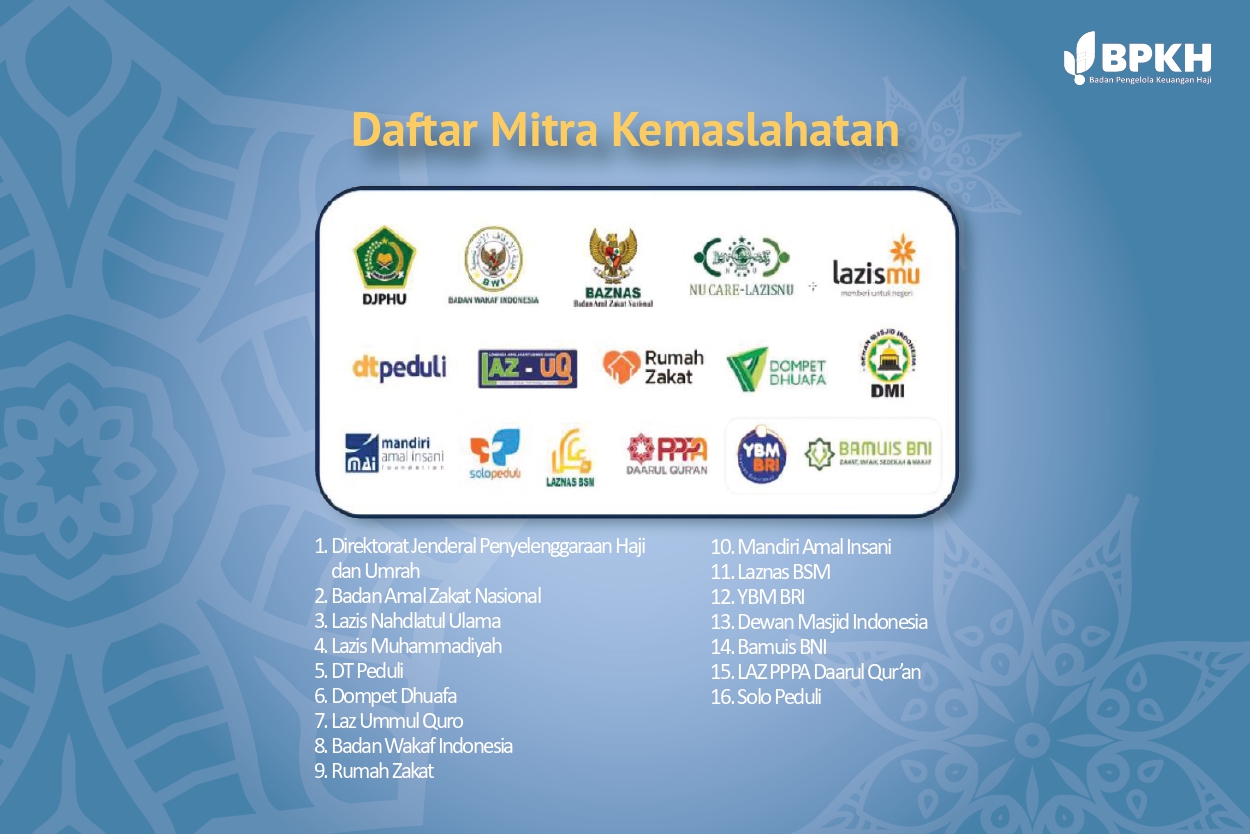 BPKH
Badan Pengelola Keuangan Haji
Daftar Mitra Kemaslahatan
DJPHU
BWI
BADAN WAKAF INDONESIA
BAZNAS
Badan Amil Zakat Nasional
NU CARE-LAZISNU
lazismu
memberi untuk negeri
dtpeduli
LAZ - UQ
Rumah
Zakat
DOMPET
DHUAFA
DEWAN MASJID INDONESIA
DMI
mai
mandiri
amal insani
foundation
solopeduli
LAZNAS BSM
PPPA
DAARUL QUR'AN
YBM
BRI
BAMUIS BNI
ZAKAT, INFAK, SEDEKAH & WAKAF
1. Direktorat Jenderal Penyelenggaraan Haji
dan Umrah
2. Badan Amal Zakat Nasional
3. Lazis Nahdlatul Ulama
4. Lazis Muhammadiyah
5. DT Peduli
6. Dompet Dhuafa
7. Laz Ummul Quro
8. Badan Wakaf Indonesia
9. Rumah Zakat
10. Mandiri Amal Insani
11. Laznas BSM
12. YBM BRI
13. Dewan Masjid Indonesia
14. Bamuis BNI
15. LAZ PPPA Daarul Qur’an
16. Solo Peduli